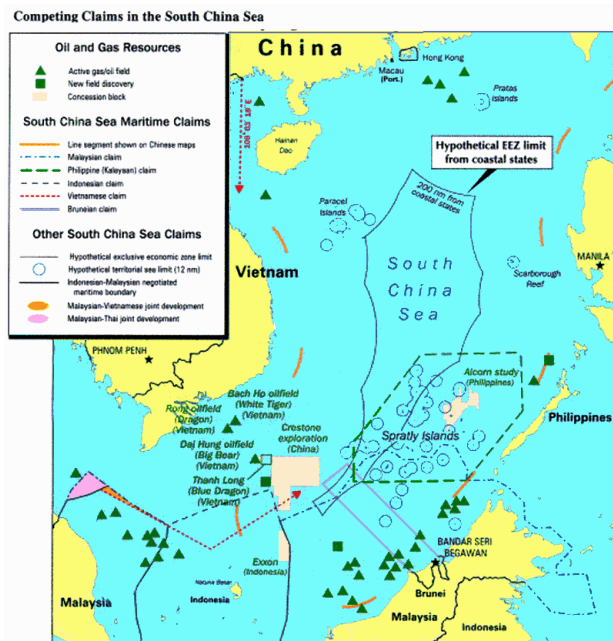 Competing Claims in the South China Sea
Oil and Gas Resources
Active gas/oil field
New field discovery
Concession block
South China Sea Maritime Claims
Line segment shown on Chinese maps
Malaysian claim
Philippine (Kalayaan) claim
Indonesian claim
Vietnamese claim
Bruneian claim
Other South China Sea Claims
Hypothetical exclusive economic zone limit
Hypothetical territorial sea limit (12 nm)
Indonesian-Malaysian negotiated
maritime boundary
Malaysian-Vietnamese joint development
Malaysian-Thai joint development
China
Macau
(Port.)
Hong Kong
Pratas
Islands
108° 03' 18" E
Hainan
Dao
Hypothetical EEZ limit
from coastal states
200 nm from
coastal states
Paracel
Islands
Vietnam
South
China
Sea
MANILA
Scarborough
Reef
PHNOM PENH
Alcorn study
(Philippines)
Philippines
Bach Ho oilfield
(White Tiger)
(Vietnam)
Rong oilfield
(Dragon)
(Vietnam)
Crestone
exploration
(China)
Spratly Islands
Daj Hung oilfield
(Big Bear)
(Vietnam)
Thanh Long
(Blue Dragon)
(Vietnam)
BANDAR SERI
BEGAWAN
Exxon
(Indonesia)
Natuna Besar
Malaysia
Indonesia
Brunei
Malaysia
Indonesia